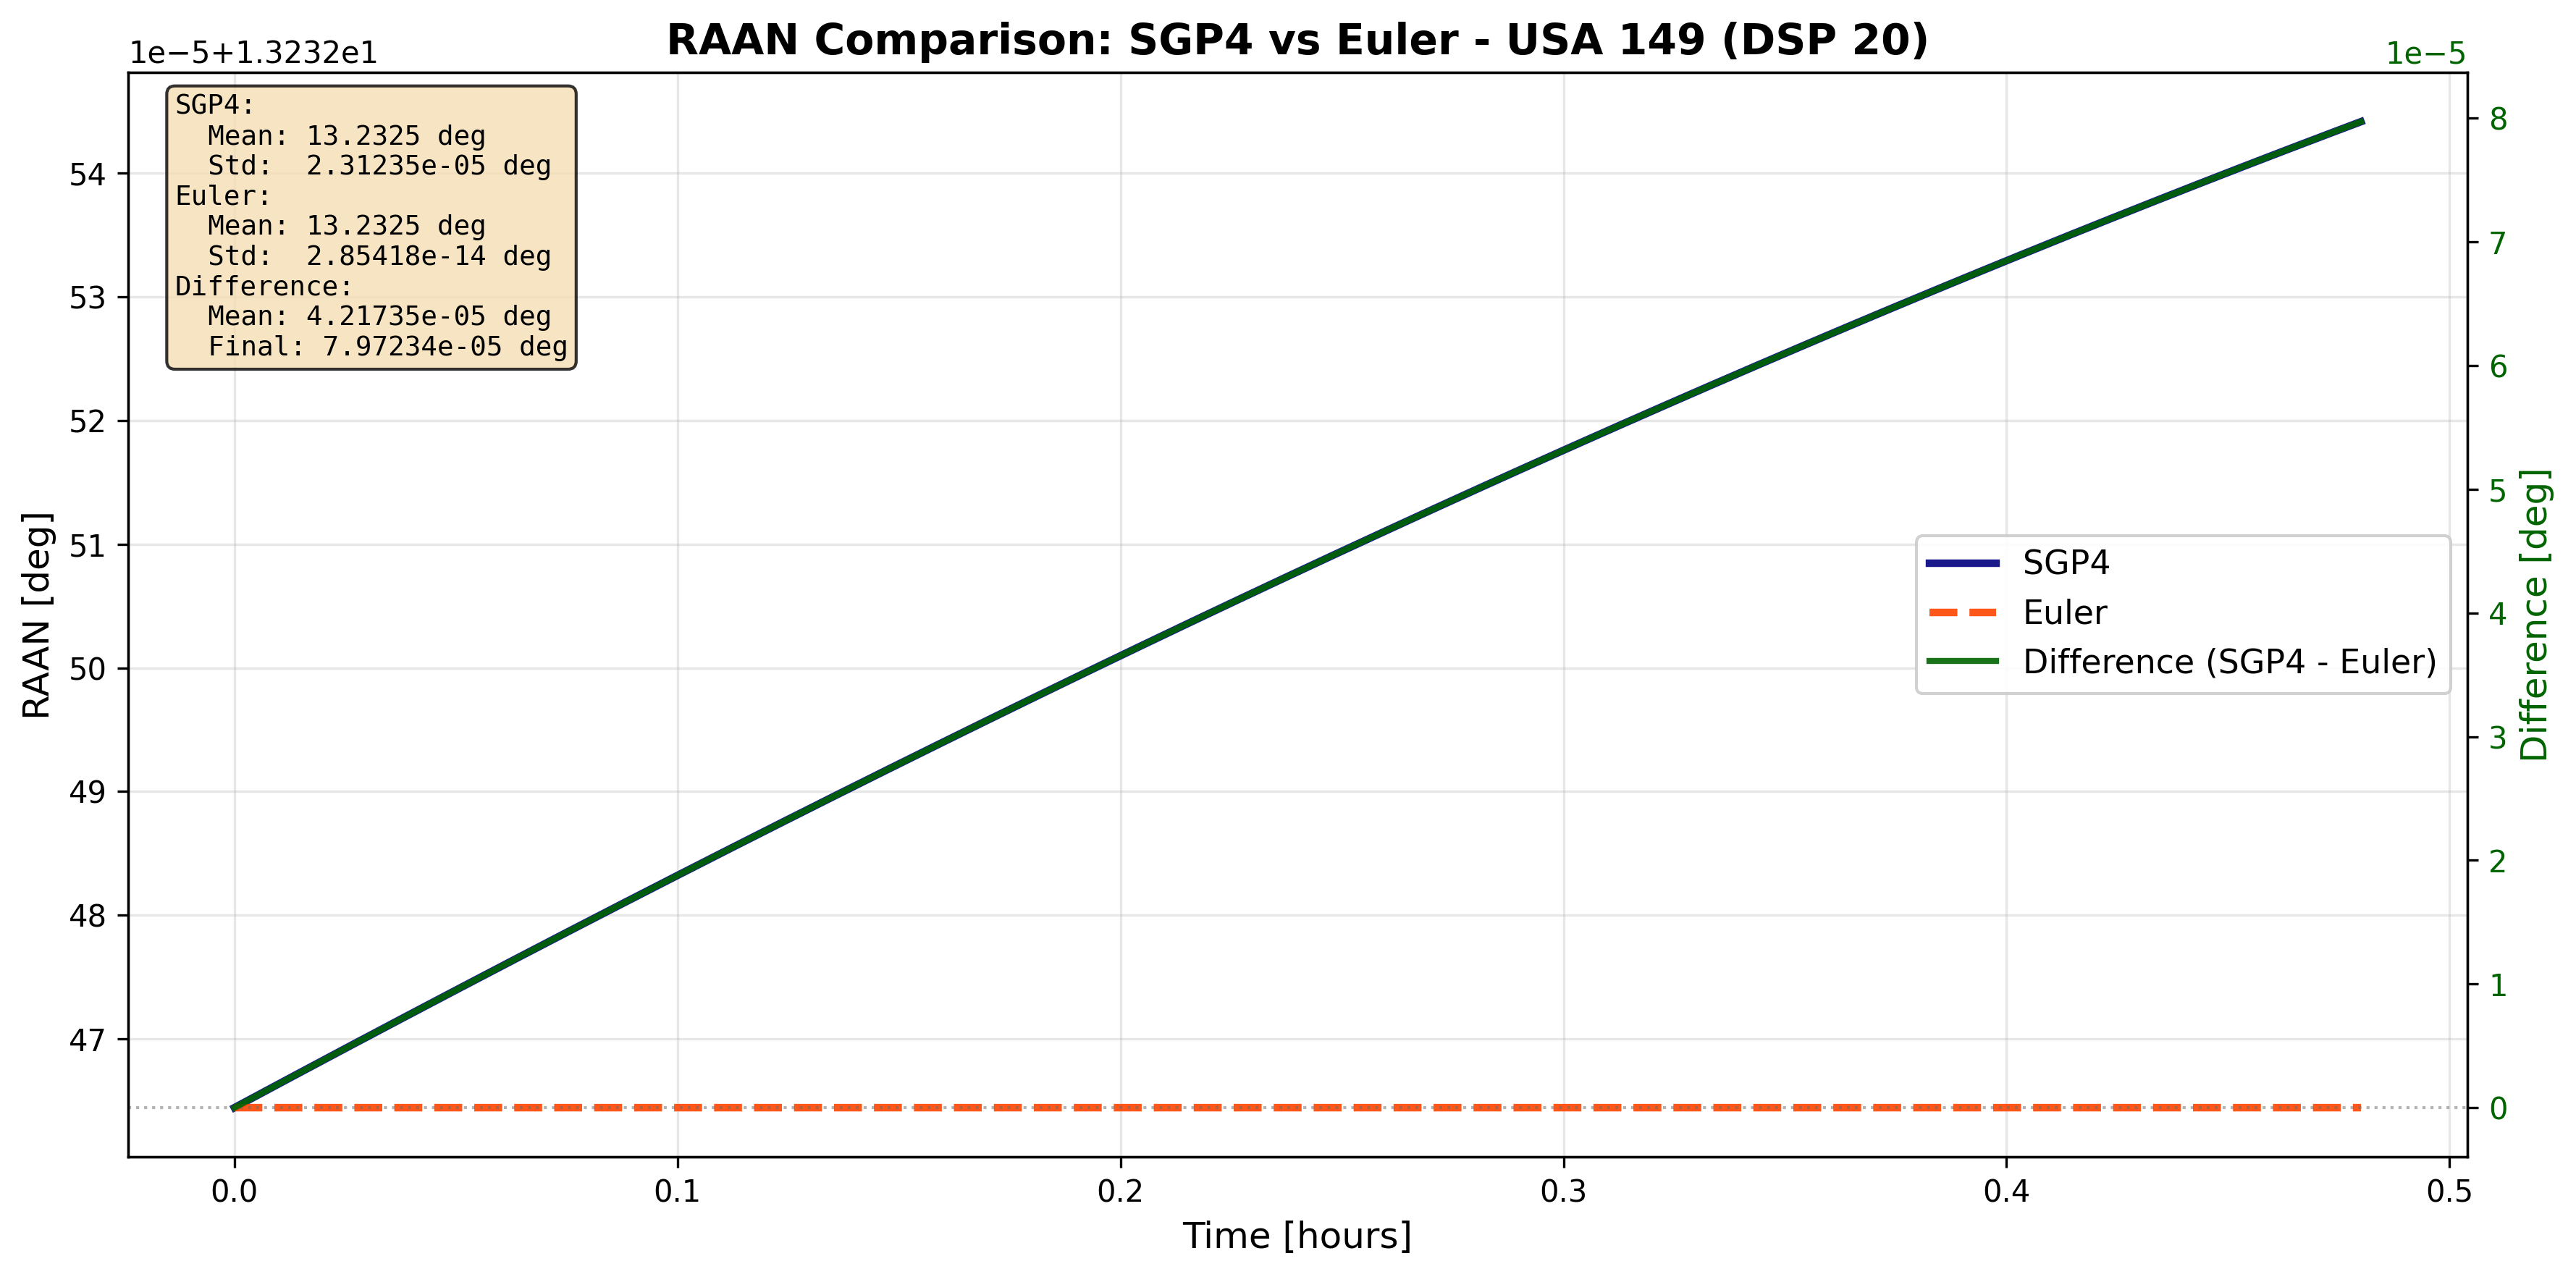 RAAN Comparison: SGP4 vs Euler - USA 149 (DSP 20)
1e−5+1.3232e1
1e−5
SGP4:
Mean: 13.2325 deg
Std: 2.31235e-05 deg
Euler:
Mean: 13.2325 deg
Std: 2.85418e-14 deg
Difference:
Mean: 4.21735e-05 deg
Final: 7.97234e-05 deg
RAAN [deg]
54
53
52
51
50
49
48
47
SGP4
Euler
Difference (SGP4 - Euler)
8
7
6
5
4
3
2
1
0
Difference [deg]
0.0
0.1
0.2
0.3
0.4
0.5
Time [hours]